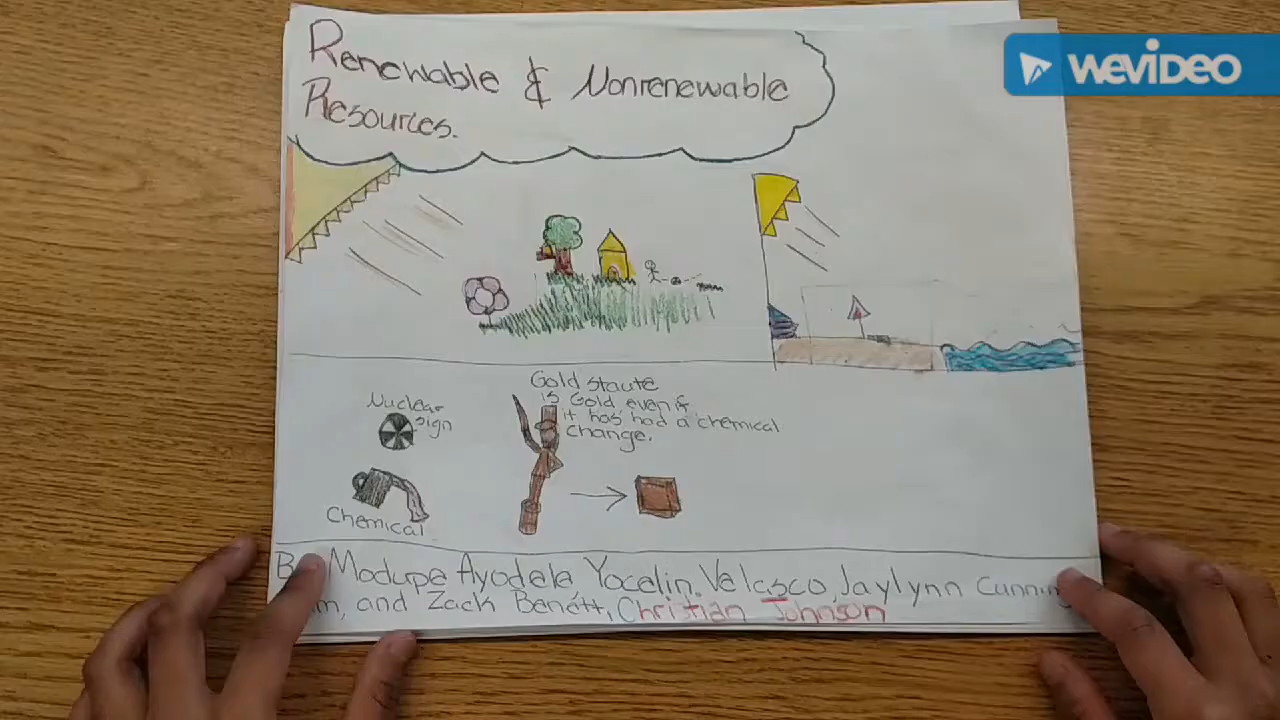 Renewable & Nonrenewable
Resources.
WEVIDEO
Nuclear
sign
Chemical
Gold staute
is Gold even if
it has had a chemical
change.
Modupe Ayodela Yocelin. Velasco, Jaylynn Cunning
and Zack Benett, Christian Johnson